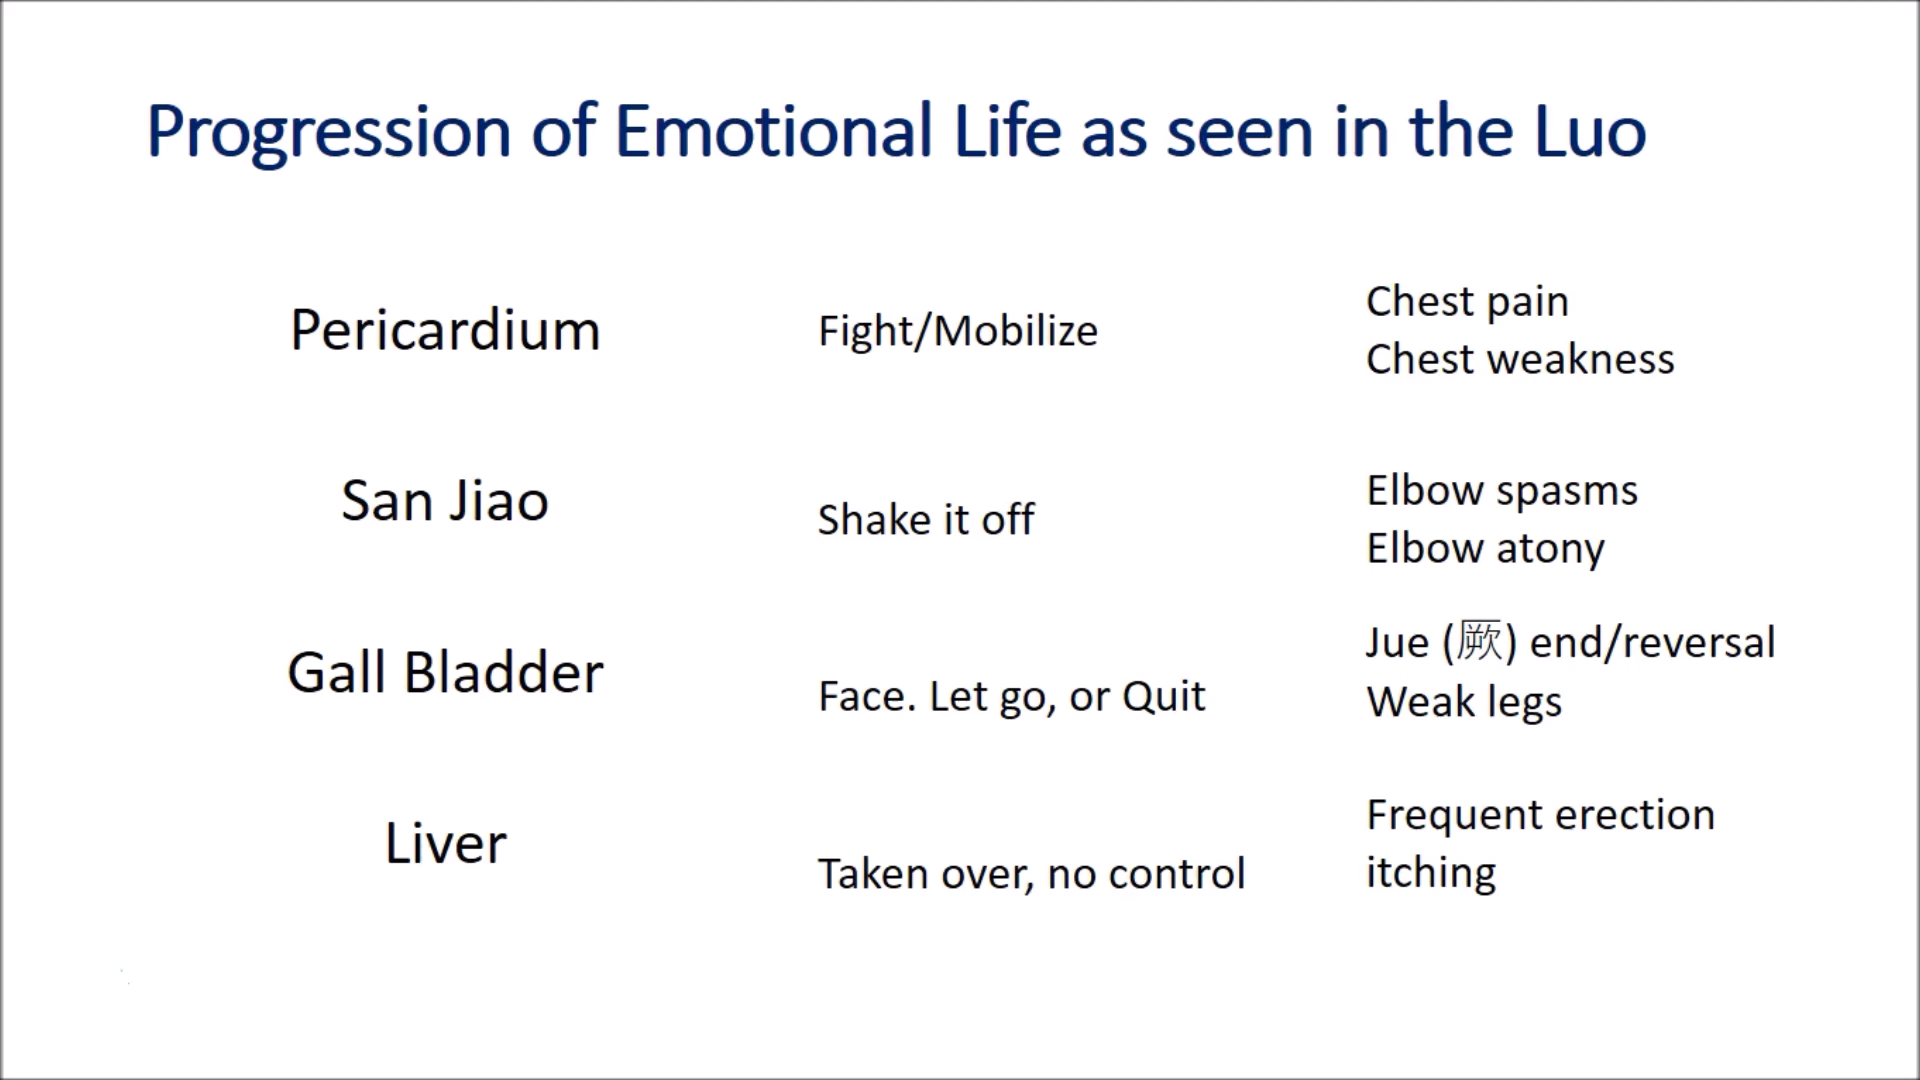 Progression of Emotional Life as seen in the Luo
Pericardium
Fight/Mobilize
Chest pain
Chest weakness
San Jiao
Shake it off
Elbow spasms
Elbow atony
Gall Bladder
Face. Let go, or Quit
Jue (厥) end/reversal
Weak legs
Liver
Taken over, no control
Frequent erection
itching